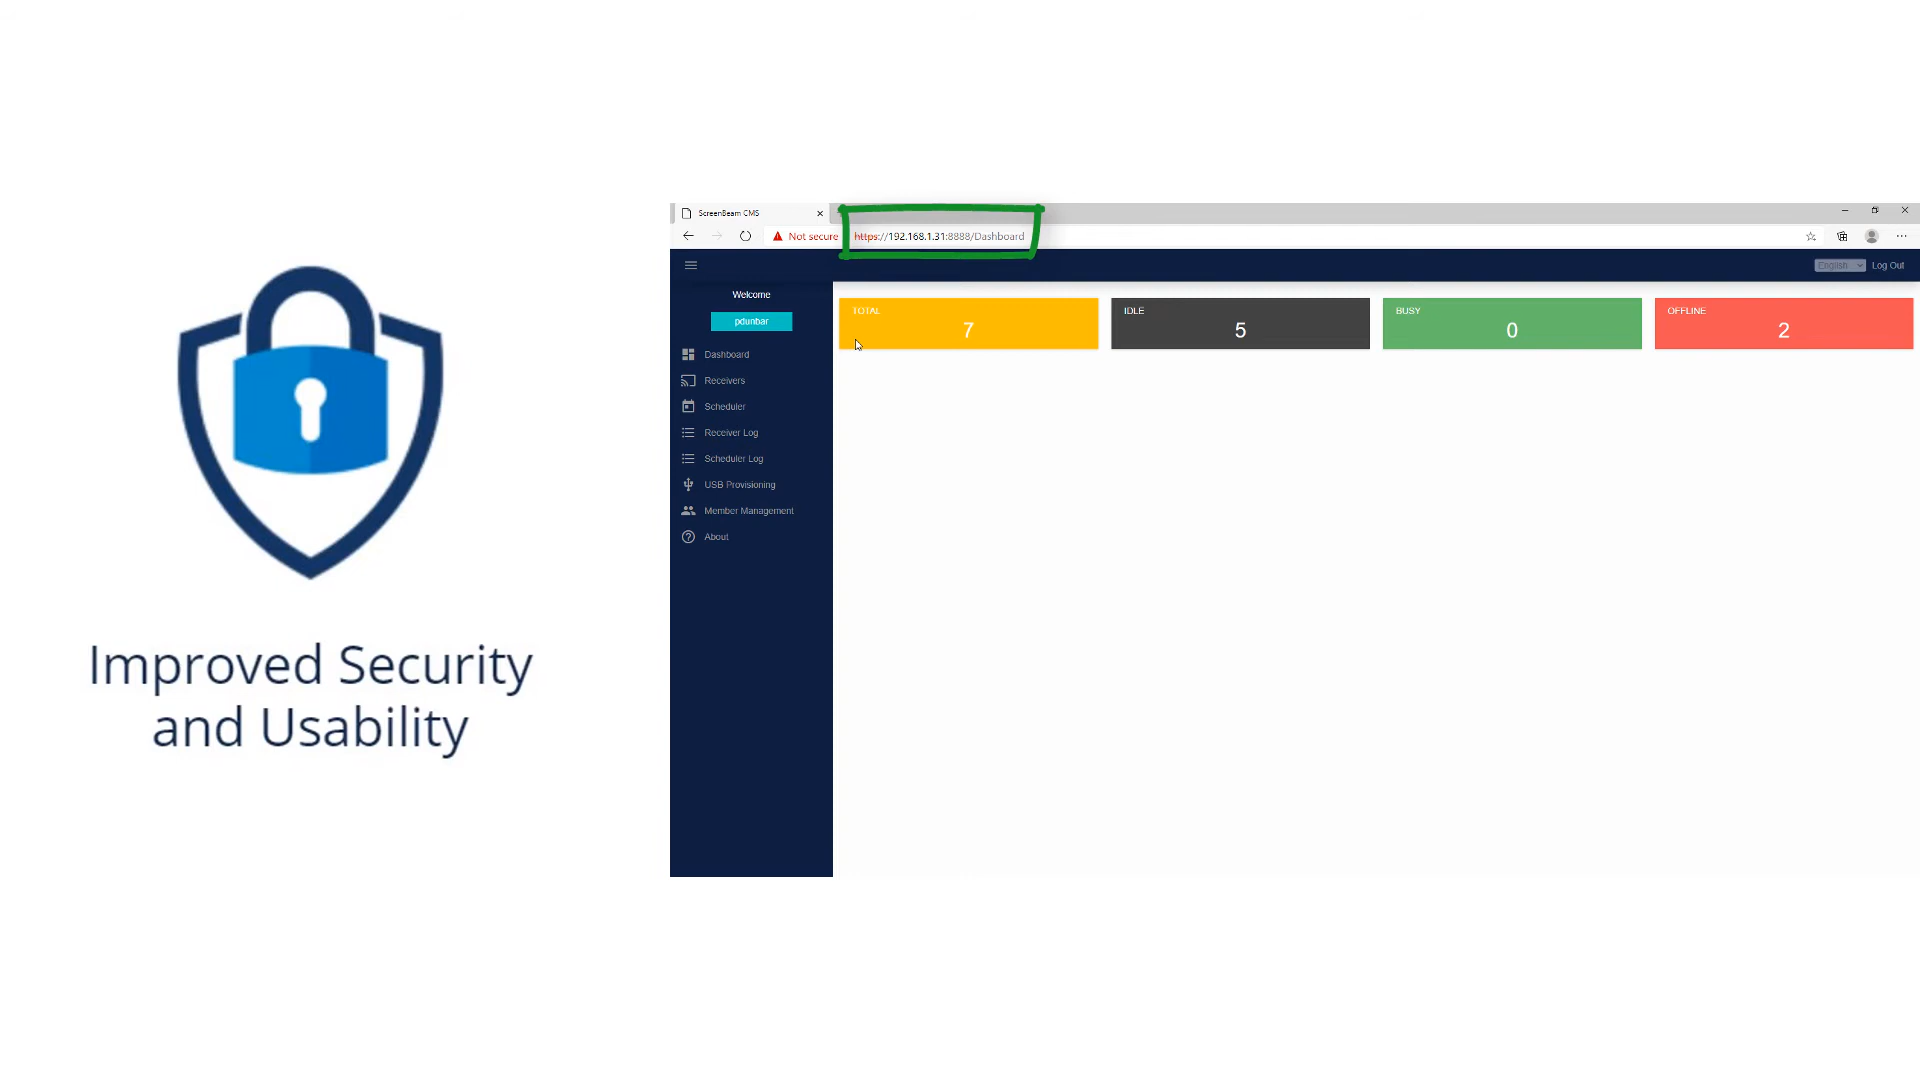 Improved Security
and Usability
ScreenBeam CMS
Not secure https://192.168.1.31:8888/Dashboard
English Log Out
Welcome
pdunbar
Dashboard
Receivers
Scheduler
Receiver Log
Scheduler Log
USB Provisioning
Member Management
About
TOTAL
7
IDLE
5
BUSY
0
OFFLINE
2